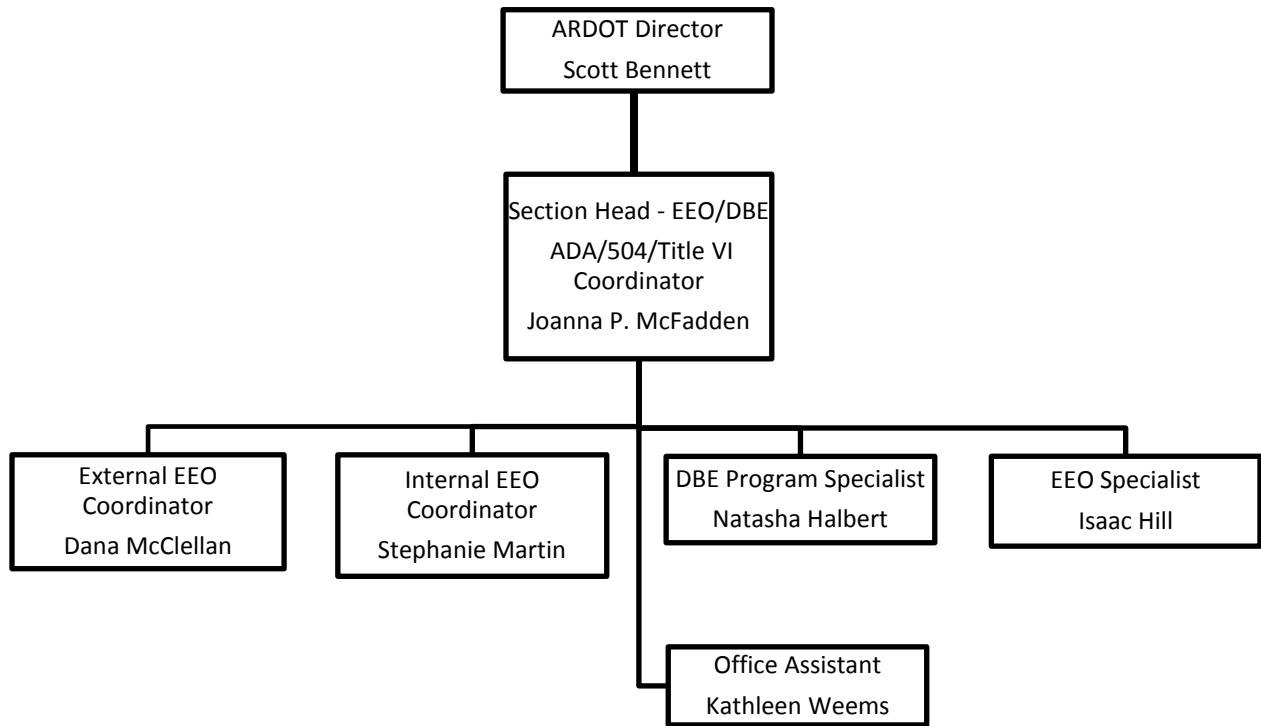 ARDOT Director
Scott Bennett
Section Head - EEO/DBE
ADA/504/Title VI
Coordinator
Joanna P. McFadden
External EEO
Coordinator
Dana McClellan
Internal EEO
Coordinator
Stephanie Martin
DBE Program Specialist
Natasha Halbert
EEO Specialist
Isaac Hill
Office Assistant
Kathleen Weems